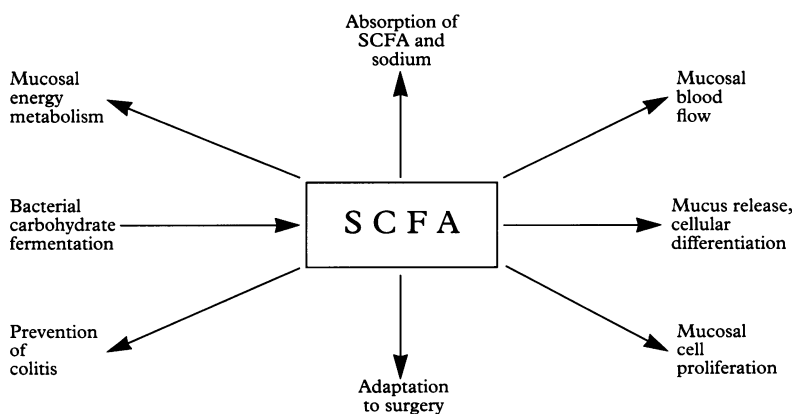 Absorption of
SCFA and
sodium
Mucosal
energy
metabolism
Mucosal
blood
flow
Bacterial
carbohydrate
fermentation
S C F A
Mucus release,
cellular
differentiation
Prevention
of
colitis
Adaptation
to surgery
Mucosal
cell
proliferation